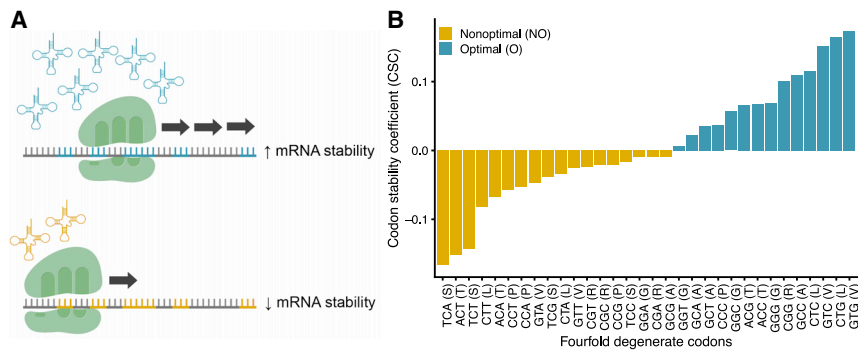 A
↑ mRNA stability
↓ mRNA stability
B
Nonoptimal (NO)
Optimal (O)
Codon stability coefficient (CSC)
0.1
0.0
−0.1
TCA (S)
ACT (T)
TCT (S)
CTT (L)
ACA (T)
CCT (P)
CCA (P)
GTA (V)
TCG (S)
CTA (L)
GTT (V)
CGT (R)
CGC (R)
CCG (P)
TCC (S)
GGA (G)
CGA (R)
GCG (A)
GGT (G)
GCA (A)
GCT (A)
CCC (P)
GGC (G)
ACG (T)
ACC (T)
GGG (G)
CGG (R)
GCC (A)
CTC (L)
GTC (V)
CTG (L)
GTG (V)
Fourfold degenerate codons